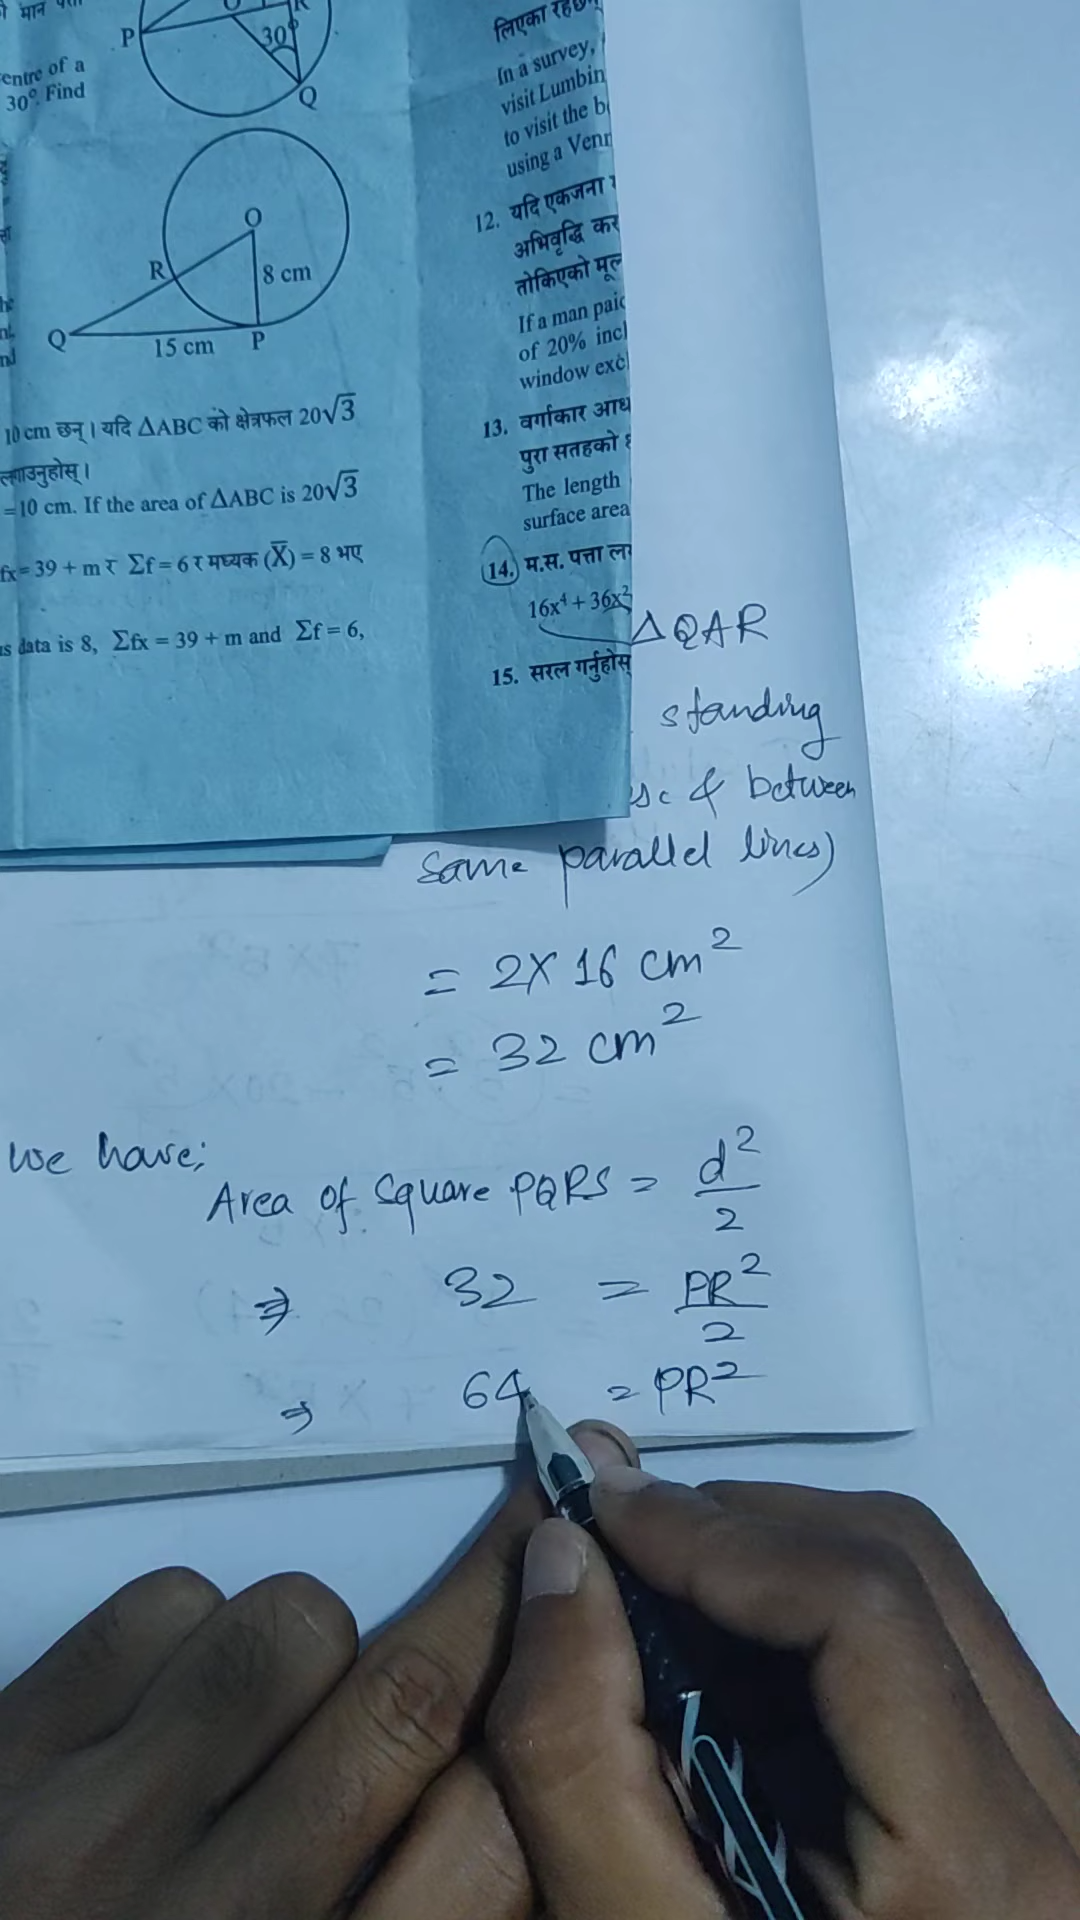 मान
P
30°
Q
entre of a
30°. Find
O
R
8 cm
Q
15 cm
P
10 cm छन् । यदि ΔABC को क्षेत्रफल 20√3
लगाउनुहोस् ।
= 10 cm. If the area of ΔABC is 20√3
fx = 39 + m र Σf = 6 र मध्यक (X̄) = 8 भए
data is 8, Σfx = 39 + m and Σf = 6,
लिएका
In a survey,
visit Lumbin
to visit the b
using a Venn
12. यदि एकजना
अभिवृद्धि कर
तोकिएको मूल
If a man paid
of 20% incl
window exc
13. वर्गाकार आध
पुरा सतहको
The length
surface area
14. म.स. पत्ता ल
16x⁴ + 36x²
15. सरल गर्नुहोस्
Δ QAR
standing
& between
same parallel lines)
= 2 X 16 cm²
= 32 cm²
we have;
Area of square PQRS = d²/2
⇒ 32 = PR²/2
⇒ 64 = PR²